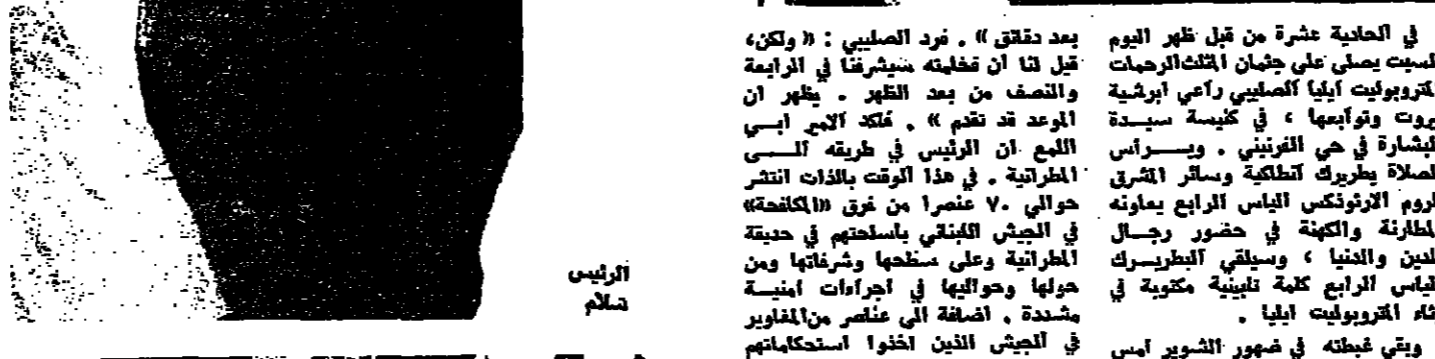 في الحادية عشرة من قبل ظهر اليوم
السبت يصلى على جثمان المثلث الرحمات
المتروبوليت ايليا الصليبي راعي ابرشية
بيروت وتوابعها ، في كنيسة سيدة
البشارة في حي الفرنيني . ويرأس
الصلاة بطريرك انطاكية وسائر المشرق
للروم الارثوذكس الياس الرابع يعاونه
المطارنة والكهنة في حضور رجال
الدين والدنيا ، وسيلقي البطريرك
الياس الرابع كلمة تابينية مكتوبة في
رثاء المتروبوليت ايليا .
وبقي غبطته في ضهور الشوير امس
بعد دقائق » . فرد الصليبي : « ولكن،
قيل لنا ان فخامته سيشرفنا في الرابعة
والنصف من بعد الظهر . يظهر ان
الموعد قد تقدم » . فاكد الامير ابي
اللمع ان الرئيس في طريقه الى
المطرانية . في هذا الوقت بالذات انتشر
حوالي ٧٠ عنصرا من فرق «المكافحة»
في الجيش اللبناني باسلحتهم في حديقة
المطرانية وعلى سطحها وشرفاتها ومن
حولها وحواليها في اجراءات امنية
مشددة . اضافة الى عناصر من المغاوير
في الجيش الذين اخذوا استحكاماتهم
الرئيس
سلام